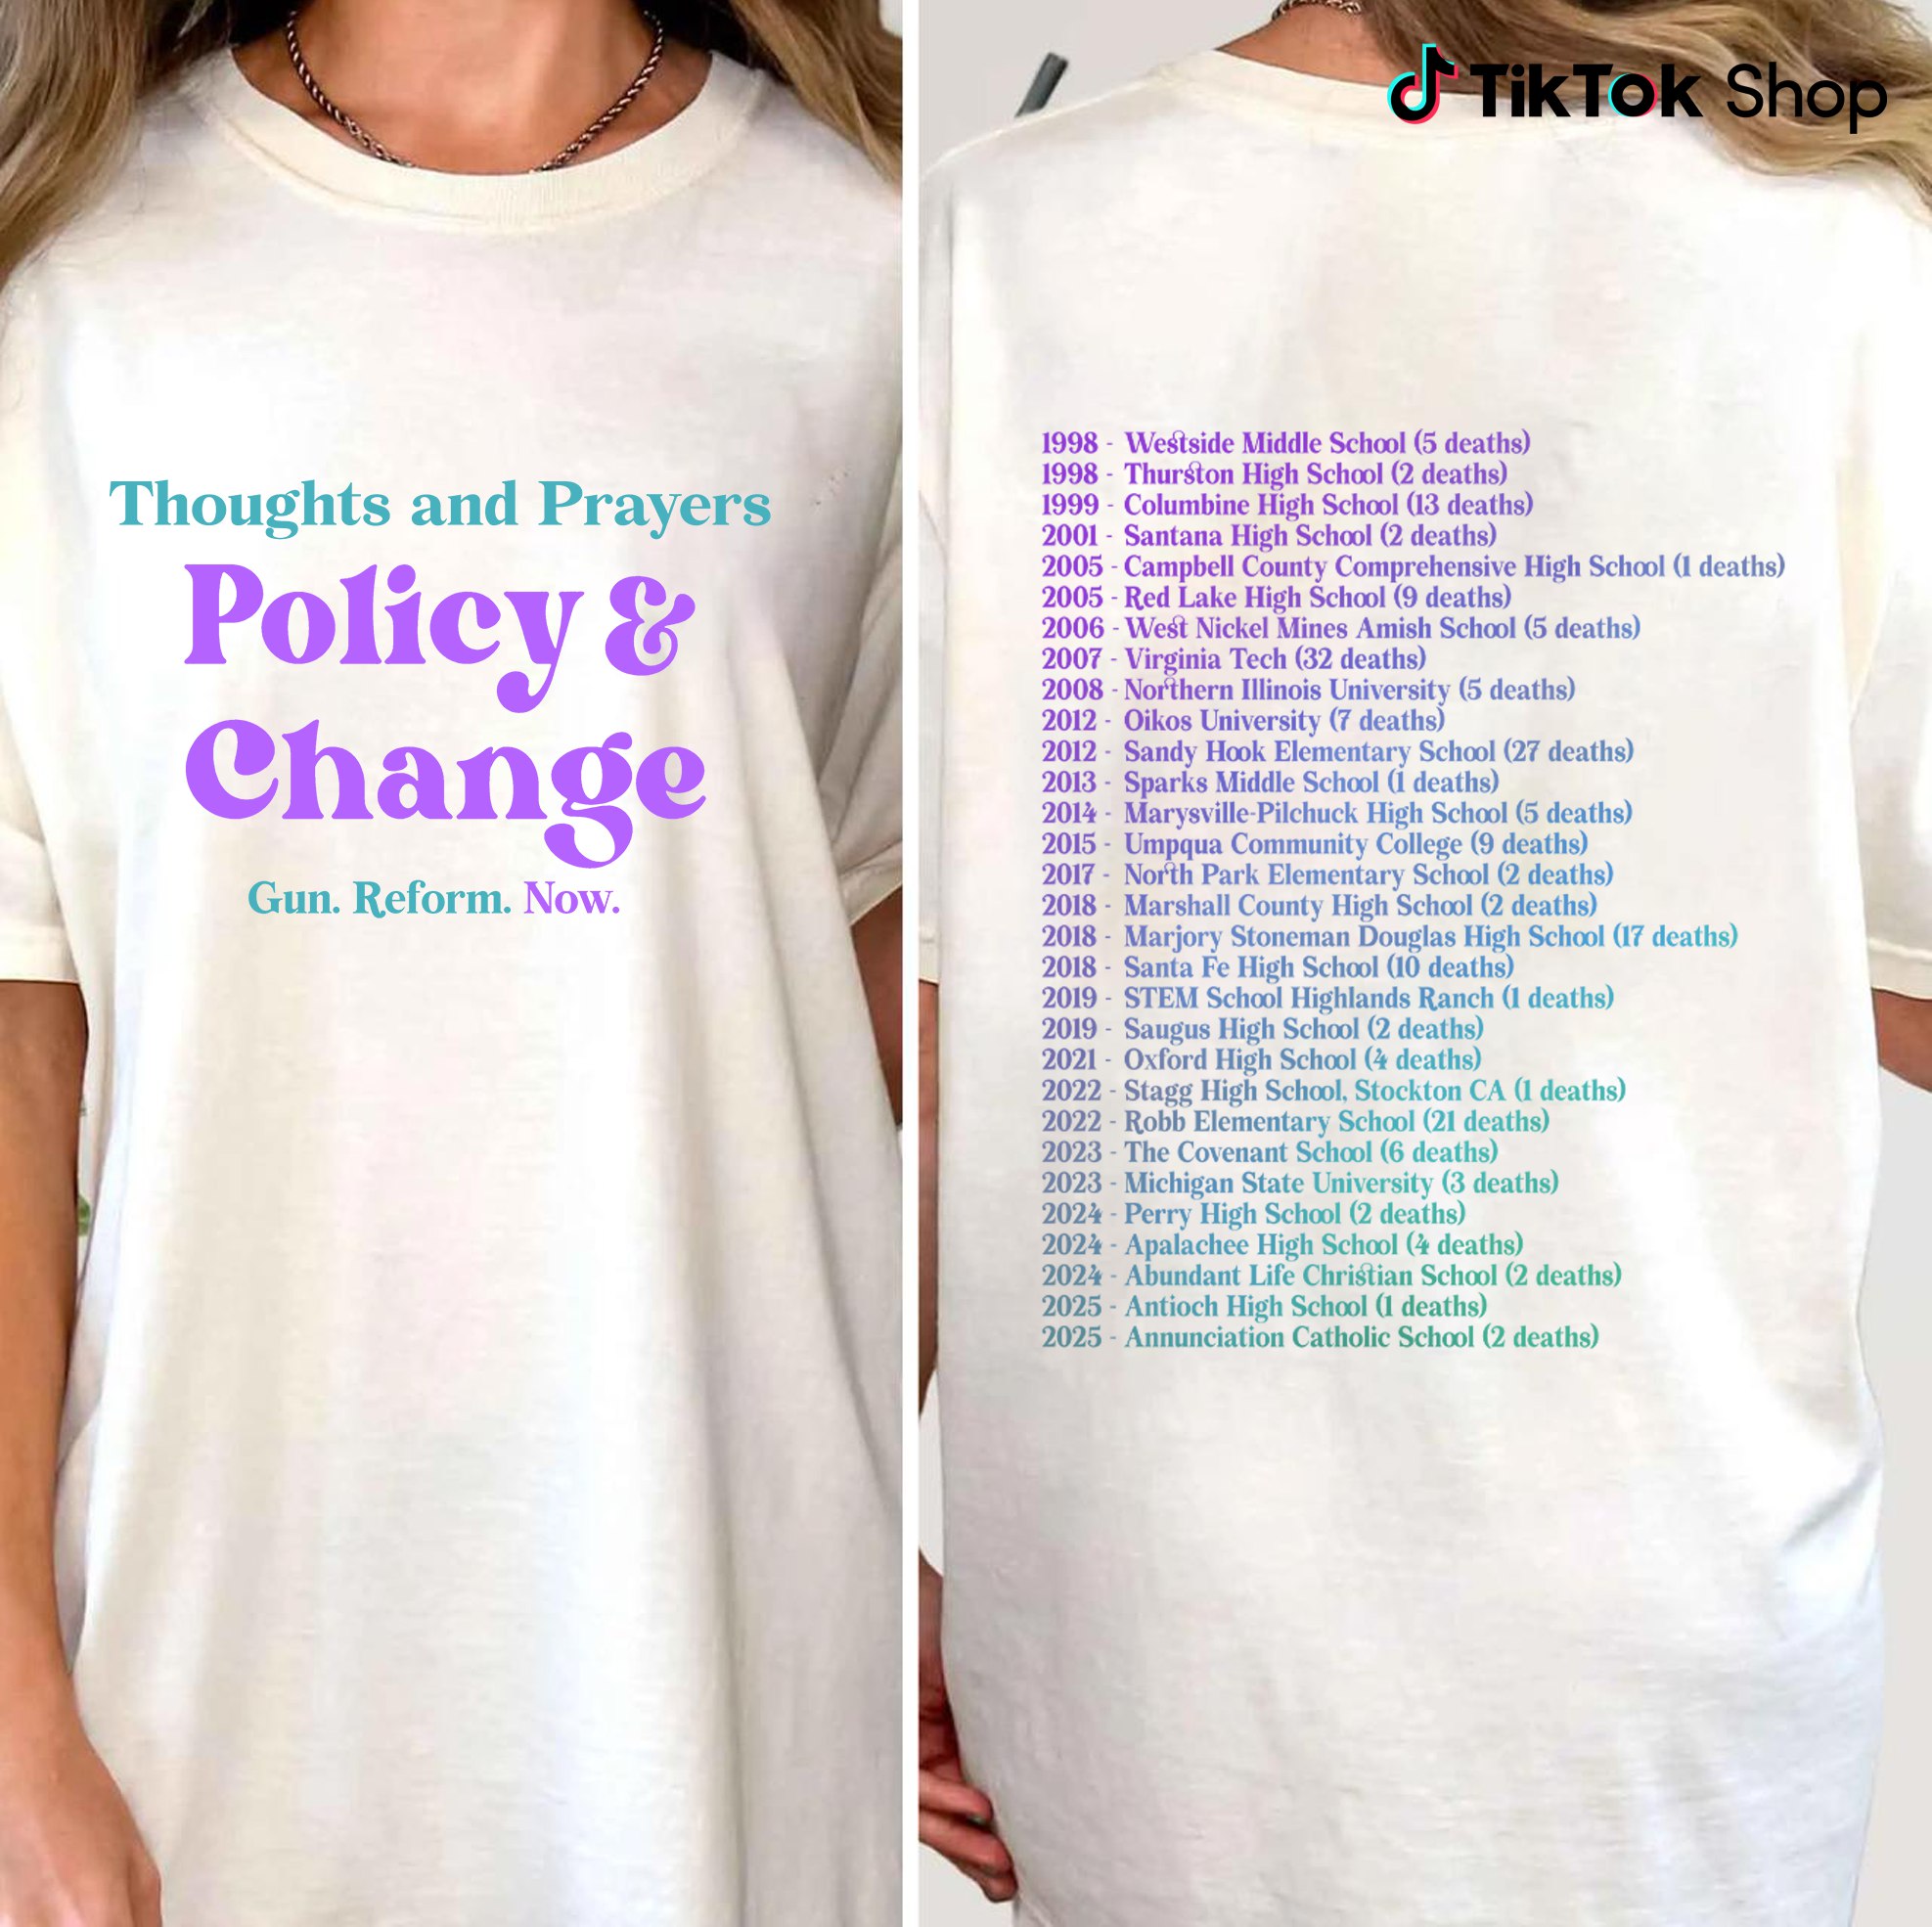 Thoughts and Prayers
Policy &
Change
Gun. Reform. Now.
TikTok Shop
1998 - Westside Middle School (5 deaths)
1998 - Thurston High School (2 deaths)
1999 - Columbine High School (13 deaths)
2001 - Santana High School (2 deaths)
2005 - Campbell County Comprehensive High School (1 deaths)
2005 - Red Lake High School (9 deaths)
2006 - West Nickel Mines Amish School (5 deaths)
2007 - Virginia Tech (32 deaths)
2008 - Northern Illinois University (5 deaths)
2012 - Oikos University (7 deaths)
2012 - Sandy Hook Elementary School (27 deaths)
2013 - Sparks Middle School (1 deaths)
2014 - Marysville-Pilchuck High School (5 deaths)
2015 - Umpqua Community College (9 deaths)
2017 - North Park Elementary School (2 deaths)
2018 - Marshall County High School (2 deaths)
2018 - Marjory Stoneman Douglas High School (17 deaths)
2018 - Santa Fe High School (10 deaths)
2019 - STEM School Highlands Ranch (1 deaths)
2019 - Saugus High School (2 deaths)
2021 - Oxford High School (4 deaths)
2022 - Stagg High School, Stockton CA (1 deaths)
2022 - Robb Elementary School (21 deaths)
2023 - The Covenant School (6 deaths)
2023 - Michigan State University (3 deaths)
2024 - Perry High School (2 deaths)
2024 - Apalachee High School (4 deaths)
2024 - Abundant Life Christian School (2 deaths)
2025 - Antioch High School (1 deaths)
2025 - Annunciation Catholic School (2 deaths)